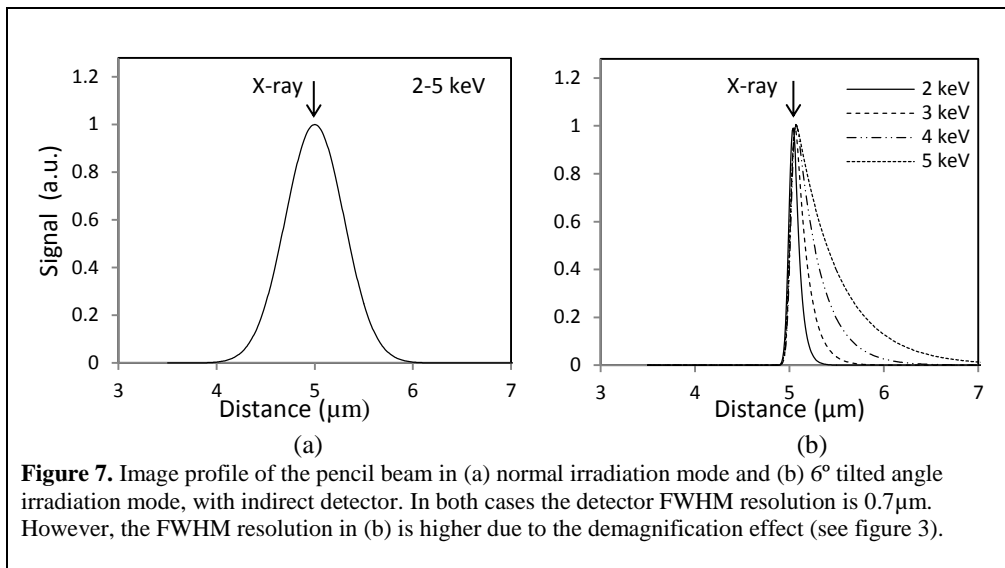 1.2
1
0.8
0.6
0.4
0.2
0
Signal (a.u.)
X-ray
2-5 keV
3 4 5 6 7
Distance (µm)
(a)
1.2
1
0.8
0.6
0.4
0.2
0
X-ray
2 keV
3 keV
4 keV
5 keV
3 4 5 6 7
Distance (µm)
(b)
Figure 7. Image profile of the pencil beam in (a) normal irradiation mode and (b) 6º tilted angle
irradiation mode, with indirect detector. In both cases the detector FWHM resolution is 0.7µm.
However, the FWHM resolution in (b) is higher due to the demagnification effect (see figure 3).